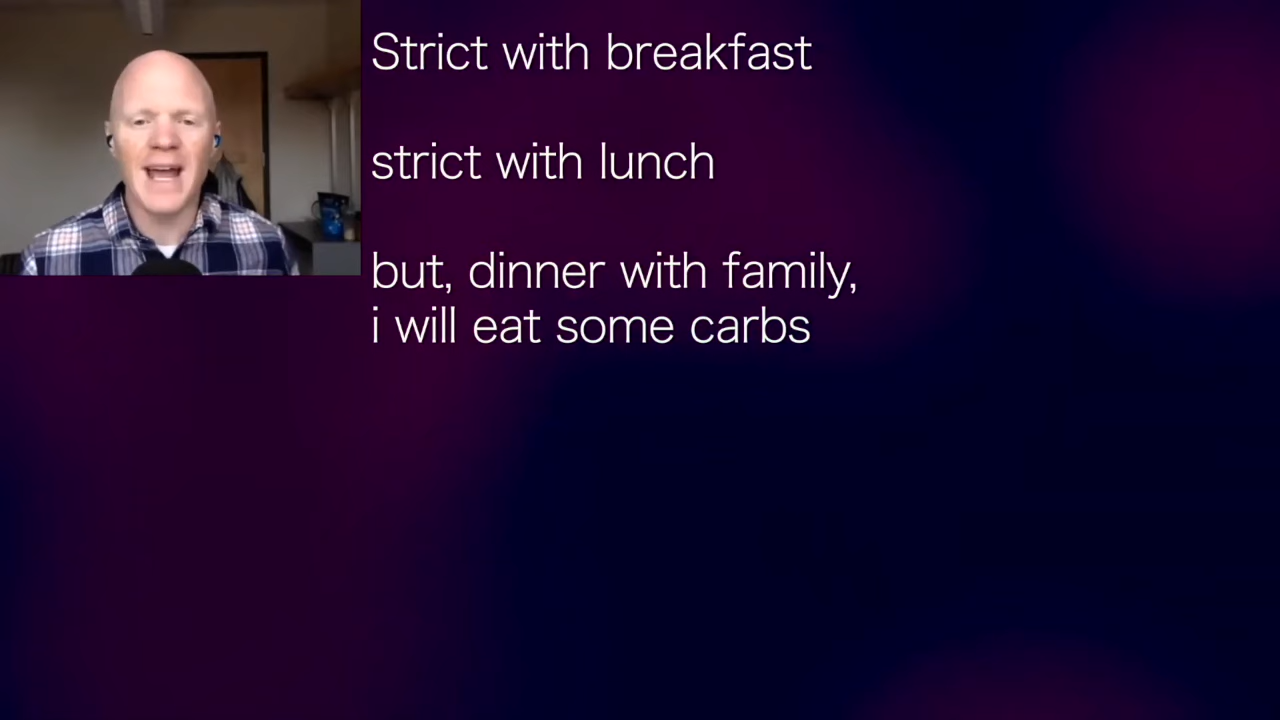 Strict with breakfast
strict with lunch
but, dinner with family,
i will eat some carbs